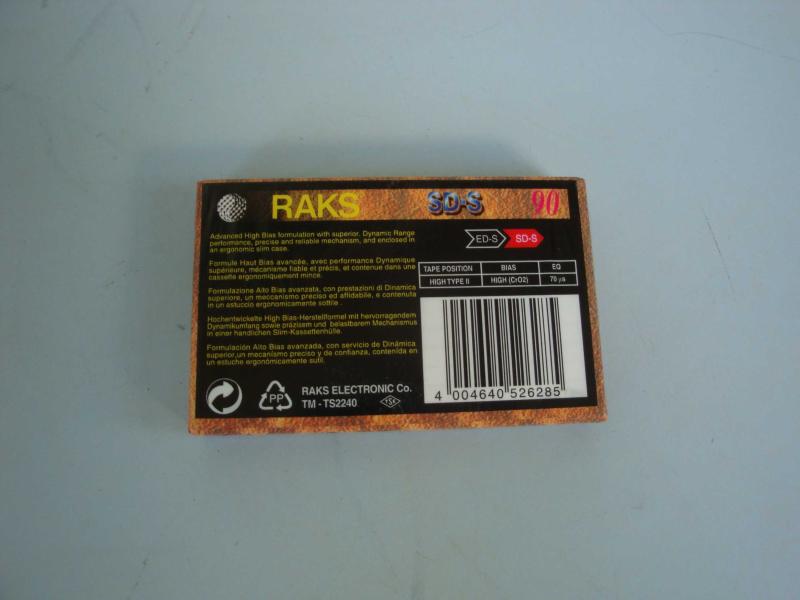 RAKS SD-S 90
Advanced High Bias formulation with superior. Dynamic Range
performance, precise and reliable mechanism, and enclosed in
an ergonomic slim case.
Formule Haut Bias avancée, avec performance Dynamique
supérieure, mécanisme fiable et précis, et contenue dans une
cassette ergonomiquement mince.
Formulazione Alto Bias avanzata, con prestazioni di Dinamica
superiore, un meccanismo preciso ed affidabile, e contenuta
in un astuccio ergonomicamente sottile .
Hochentwickelte High Bias-Herstellformel mit hervorragendem
Dynamikumfang sowie präzisem und belastbarem Mechanismus
in einer handlichen Slim-Kassettenhülle.
Formulación Alto Bias avanzada, con servicio de Dinámica
superior,un mecanismo preciso y de confianza, contenída en
un estuche ergonómicamente sutil.
PP
RAKS ELECTRONIC Co.
TM - TS2240
TSE
ED-S SD-S
TAPE POSITION BIAS EQ
HIGH TYPE II HIGH (CrO2) 70 µs
4 004640 526285